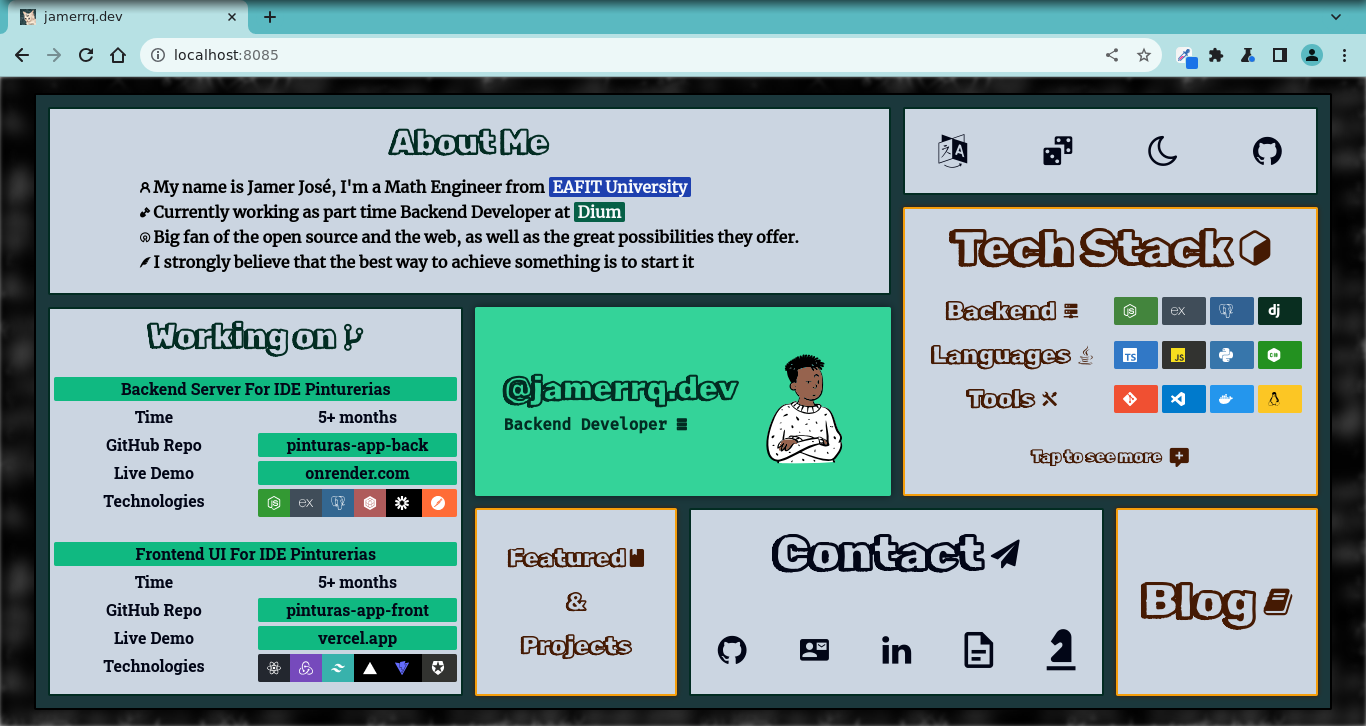 jamerrq.dev
localhost:8085
About Me
My name is Jamer José, I'm a Math Engineer from EAFIT University
Currently working as part time Backend Developer at Dium
Big fan of the open source and the web, as well as the great possibilities they offer.
I strongly believe that the best way to achieve something is to start it
Working on
Backend Server For IDE Pinturerias
Time 5+ months
GitHub Repo pinturas-app-back
Live Demo onrender.com
Technologies
ex
Frontend UI For IDE Pinturerias
Time 5+ months
GitHub Repo pinturas-app-front
Live Demo vercel.app
Technologies
@jamerrq.dev
Backend Developer
Tech Stack
Backend
ex dj
Languages
TS JS
Tools
Tap to see more
Featured
&
Projects
Contact
in
Blog